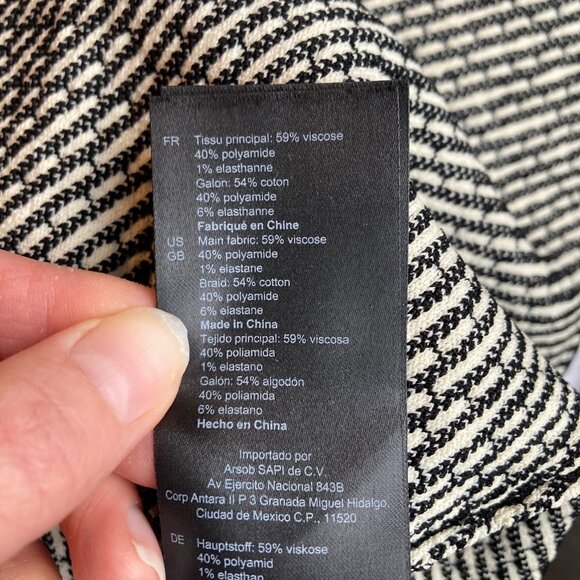 FR Tissu principal: 59% viscose
40% polyamide
1% elasthanne
Galon: 54% coton
40% polyamide
6% elasthanne
Fabriqué en Chine
US Main fabric: 59% viscose
GB 40% polyamide
1% elastane
Braid: 54% cotton
40% polyamide
6% elastane
Made in China
Tejido principal: 59% viscosa
40% poliamida
1% elastano
Galón: 54% algodón
40% poliamida
6% elastano
Hecho en China
Importado por
Arsob SAPI de C.V.
Av Ejercito Nacional 843B
Corp Antara II P 3 Granada Miguel Hidalgo,
Ciudad de Mexico C.P., 11520
DE Hauptstoff: 59% viskose
40% polyamid
1% elasthan